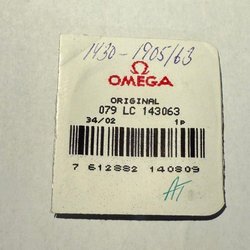 1430-1905/63
Ω
OMEGA
ORIGINAL
079 LC 143063
34/02 1p
7 612882 140809
AT